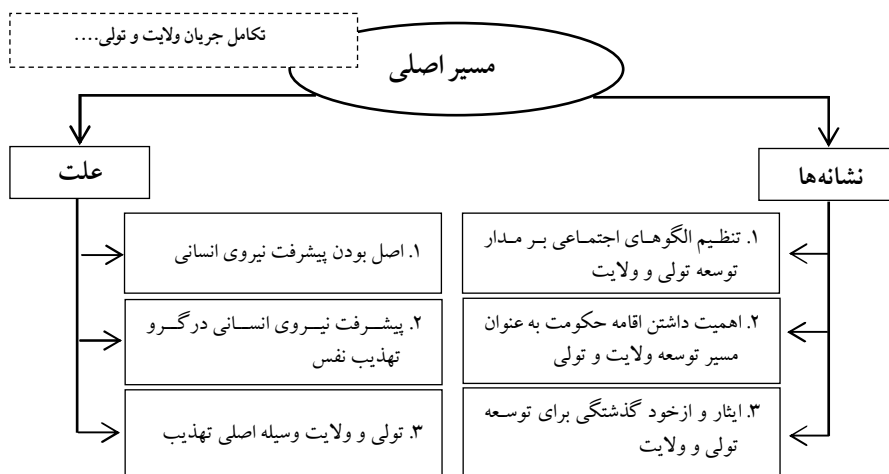 تکامل جریان ولایت و تولی....
مسیر اصلی
نشانه‌ها
۱. تنظیم الگوهای اجتماعی بر مدار
توسعه تولی و ولایت
۲. اهمیت داشتن اقامه حکومت به عنوان
مسیر توسعه ولایت و تولی
۳. ایثار و ازخود گذشتگی برای توسعه
تولی و ولایت
علت
۱. اصل بودن پیشرفت نیروی انسانی
۲. پیشرفت نیروی انسانی درگرو
تهذیب نفس
۳. تولی و ولایت وسیله اصلی تهذیب